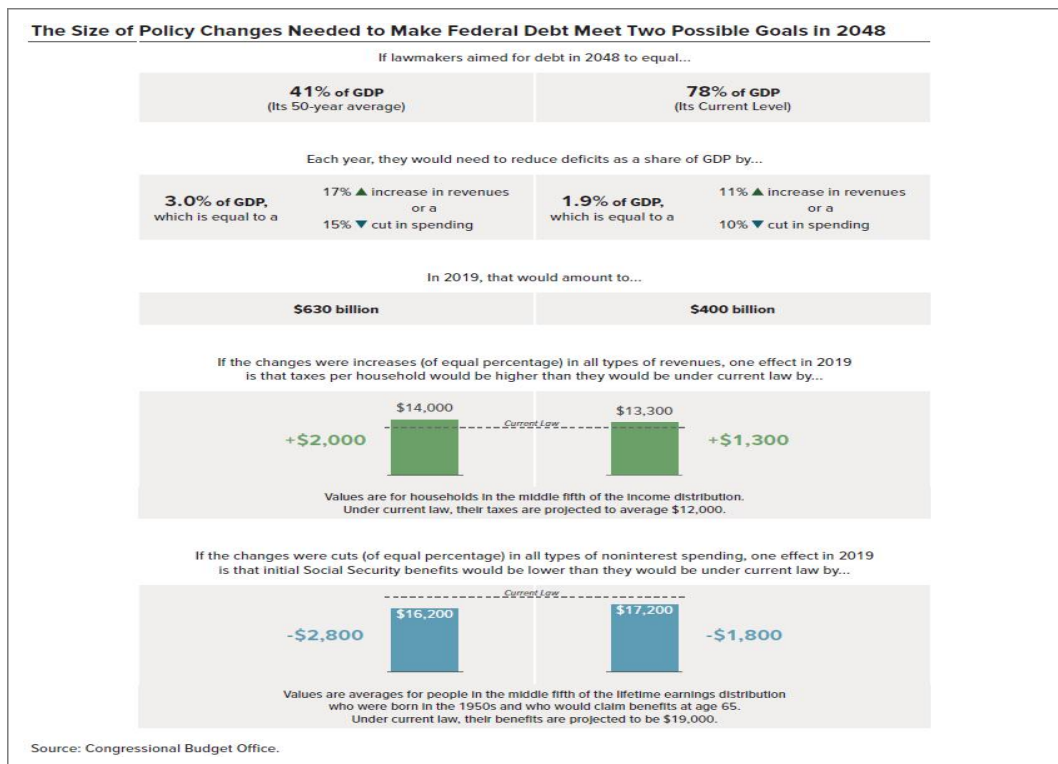 The Size of Policy Changes Needed to Make Federal Debt Meet Two Possible Goals in 2048
If lawmakers aimed for debt in 2048 to equal...
41% of GDP
(Its 50-year average)
78% of GDP
(Its Current Level)
Each year, they would need to reduce deficits as a share of GDP by...
3.0% of GDP,
which is equal to a
17% ▲ increase in revenues
or a
15% ▼ cut in spending
1.9% of GDP,
which is equal to a
11% ▲ increase in revenues
or a
10% ▼ cut in spending
In 2019, that would amount to...
$630 billion
$400 billion
If the changes were increases (of equal percentage) in all types of revenues, one effect in 2019
is that taxes per household would be higher than they would be under current law by...
+$2,000
$14,000
Current Law
$13,300
+$1,300
Values are for households in the middle fifth of the income distribution.
Under current law, their taxes are projected to average $12,000.
If the changes were cuts (of equal percentage) in all types of noninterest spending, one effect in 2019
is that initial Social Security benefits would be lower than they would be under current law by...
Current Law
-$2,800
$16,200
$17,200
-$1,800
Values are averages for people in the middle fifth of the lifetime earnings distribution
who were born in the 1950s and who would claim benefits at age 65.
Under current law, their benefits are projected to be $19,000.
Source: Congressional Budget Office.